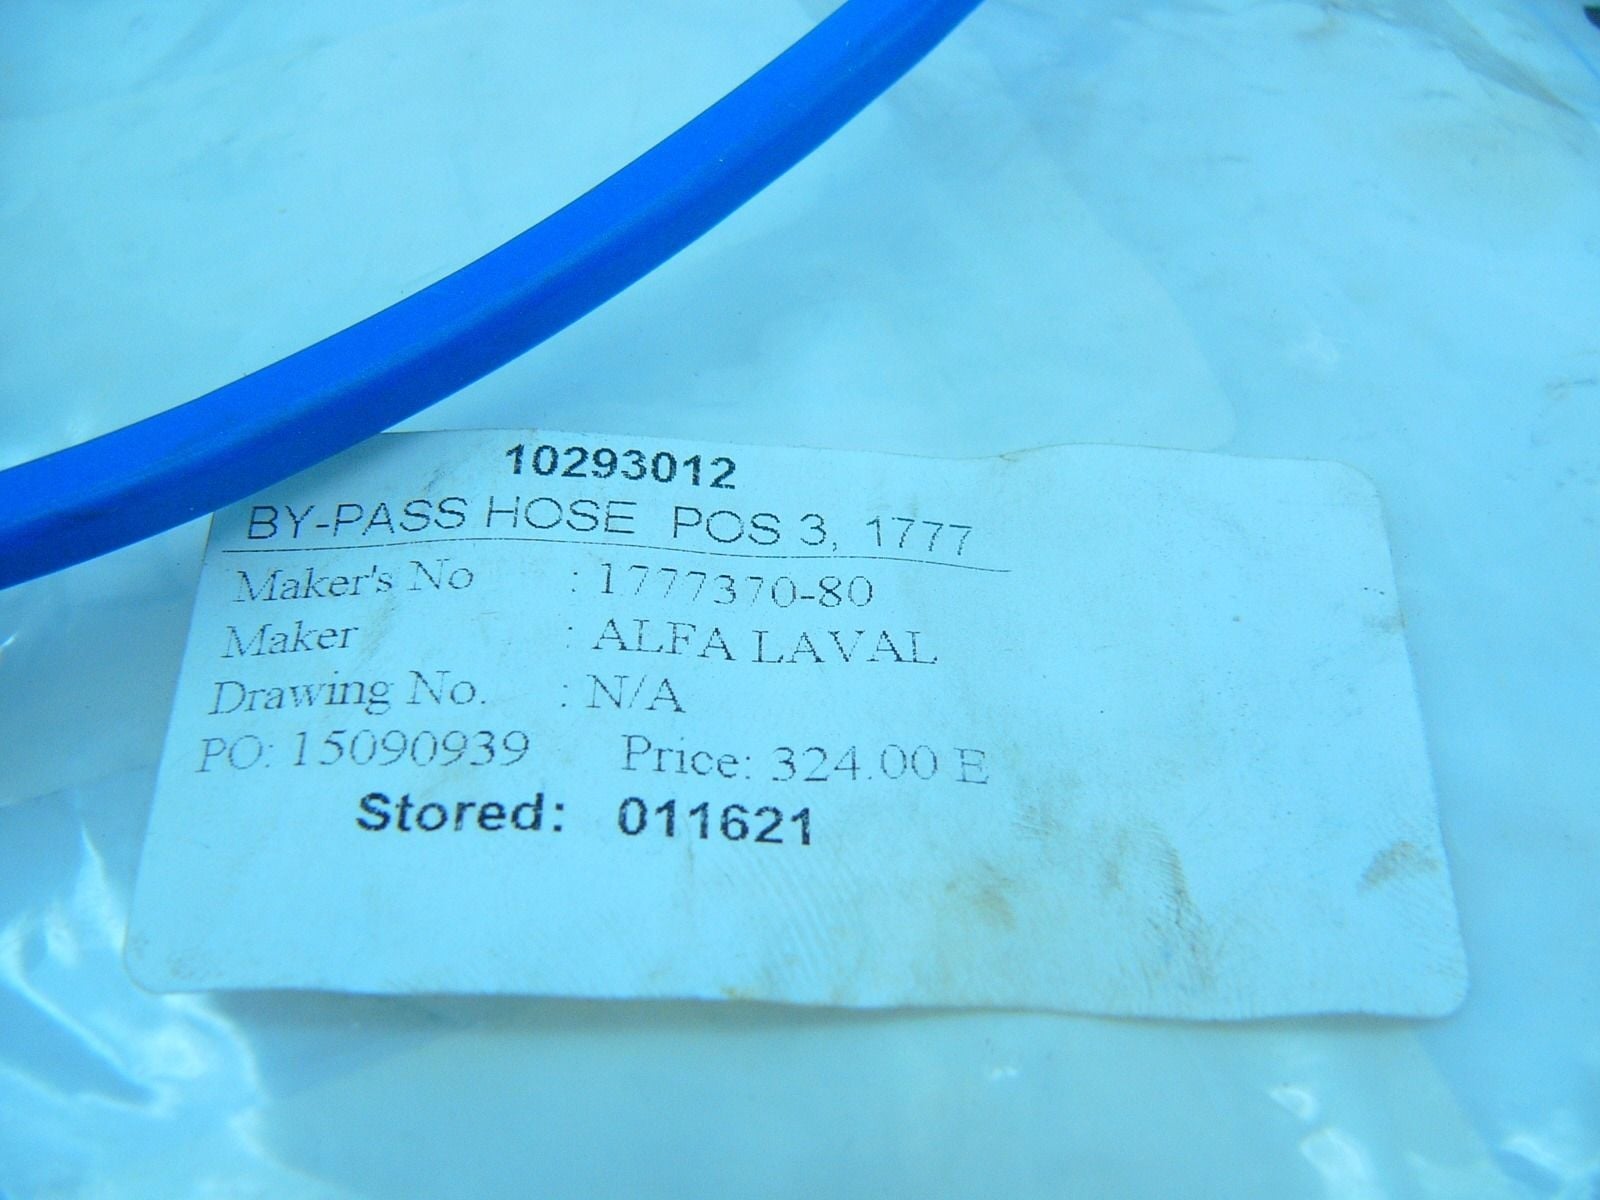 10293012
BY-PASS HOSE POS 3, 1777
Maker's No : 1777370-80
Maker : ALFA LAVAL
Drawing No. : N/A
PO: 15090939 Price: 324.00 E
Stored: 011621